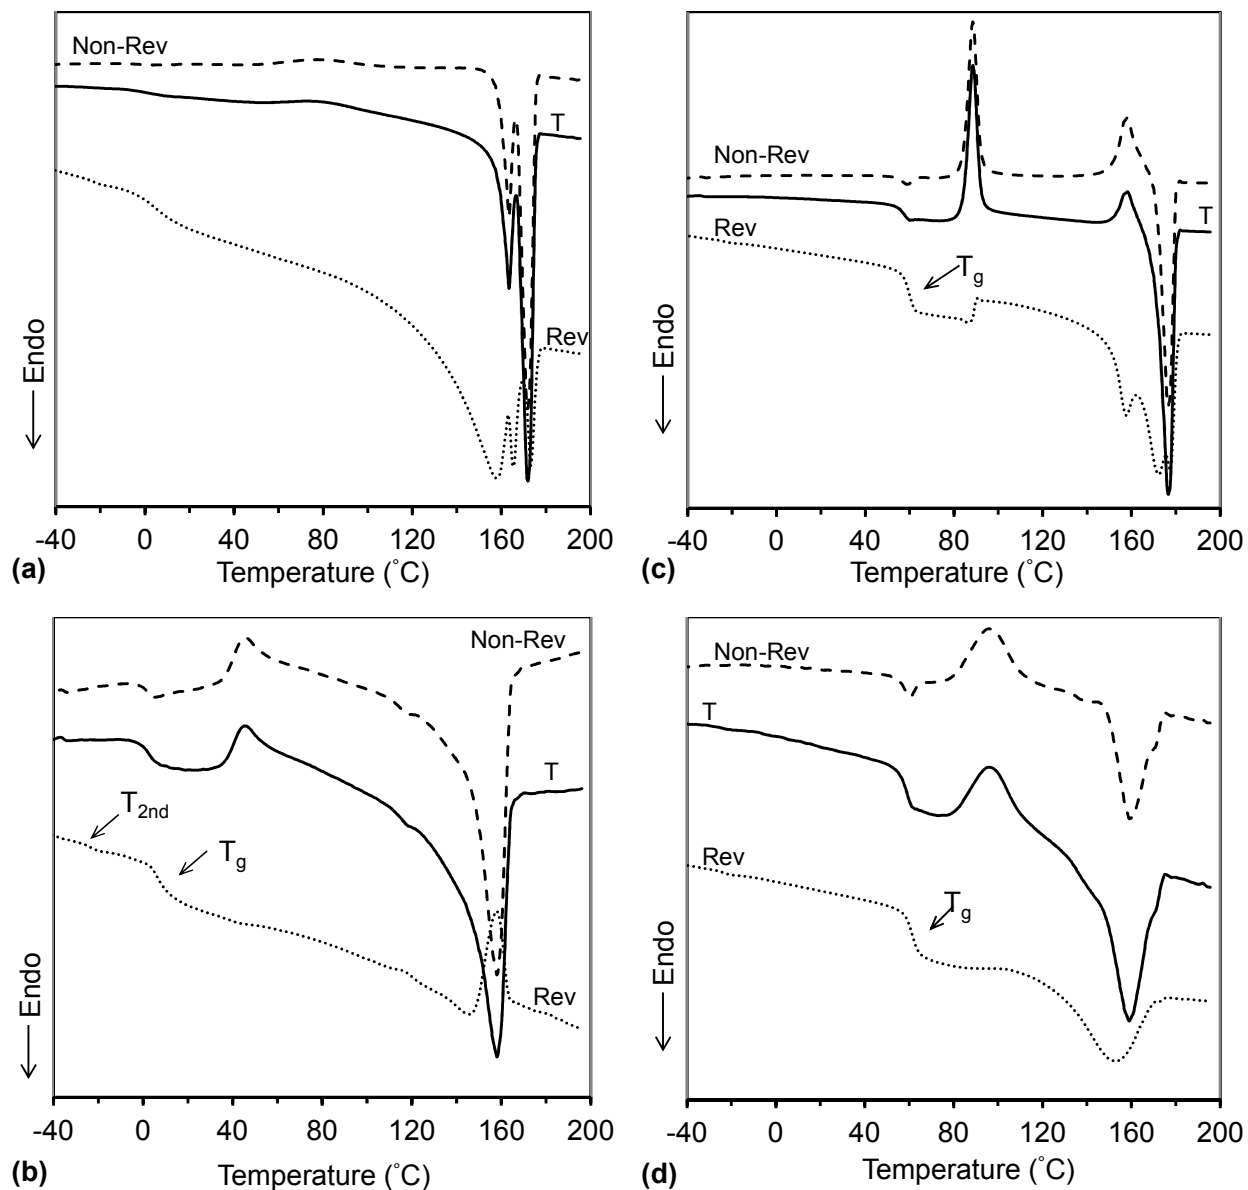 Non-Rev
T
Rev
Endo
-40 0 40 80 120 160 200
(a)
Temperature (°C)
Non-Rev
T
Rev
Tg
Endo
-40 0 40 80 120 160 200
(c)
Temperature (°C)
Non-Rev
T
T2nd
Tg
Rev
Endo
-40 0 40 80 120 160 200
(b)
Temperature (°C)
Non-Rev
T
Rev
Tg
Endo
-40 0 40 80 120 160 200
(d)
Temperature (°C)